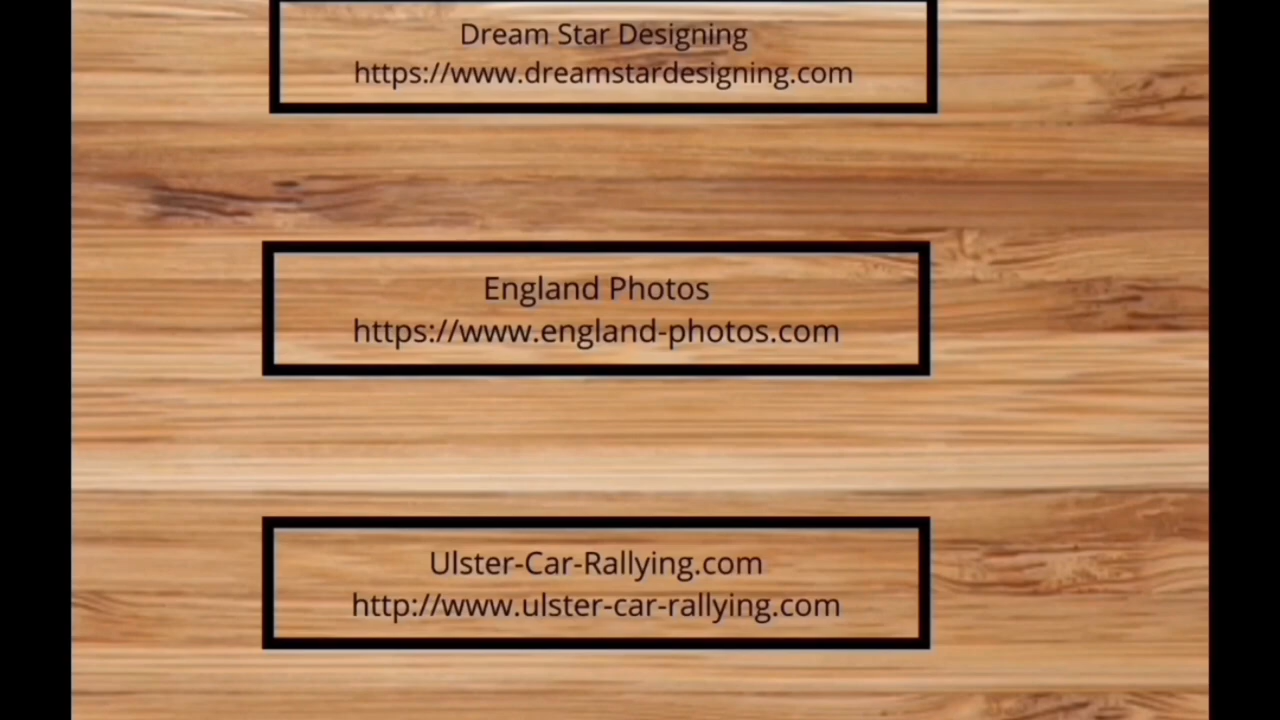 Dream Star Designing
https://www.dreamstardesigning.com
England Photos
https://www.england-photos.com
Ulster-Car-Rallying.com
http://www.ulster-car-rallying.com